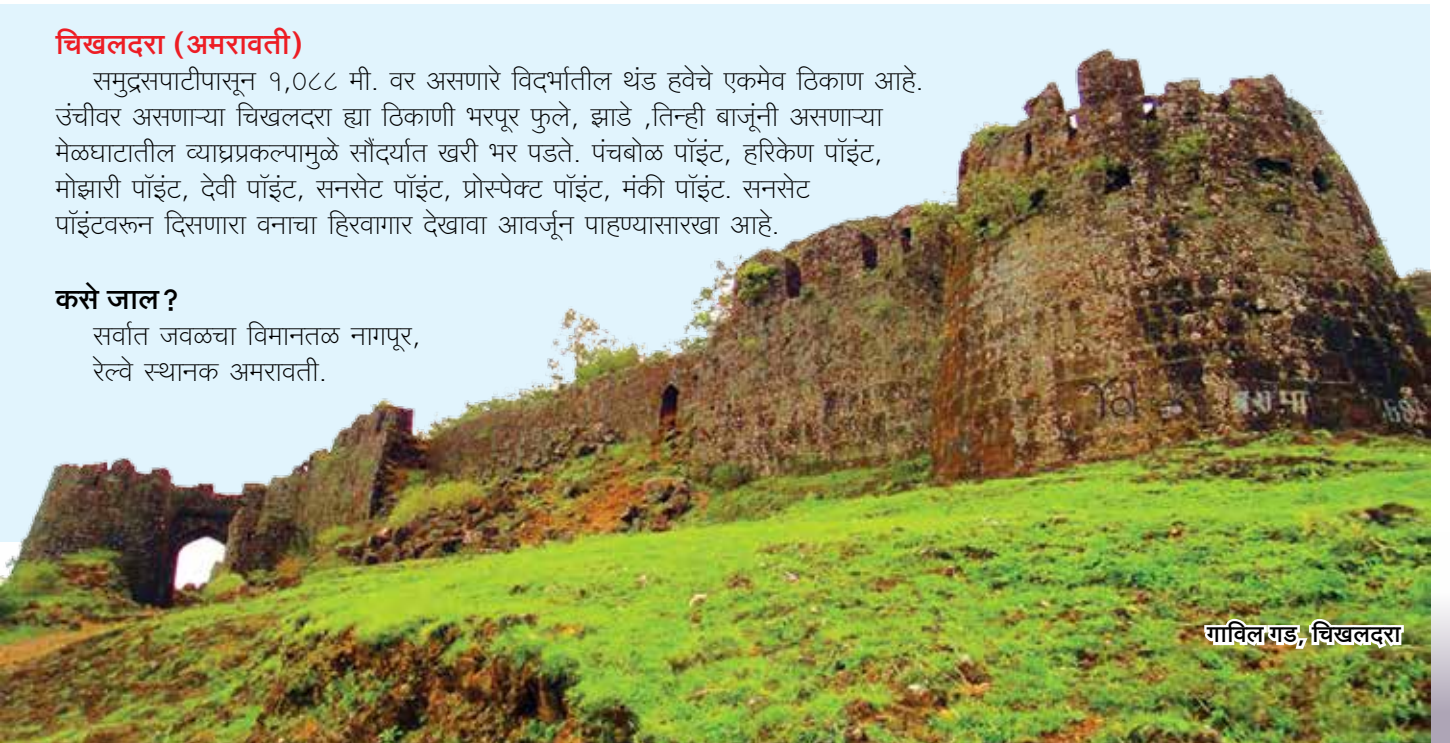 चिखलदरा (अमरावती)
समुद्रसपाटीपासून १,०८८ मी. वर असणारे विदर्भातील थंड हवेचे एकमेव ठिकाण आहे.
उंचीवर असणाऱ्या चिखलदरा ह्या ठिकाणी भरपूर फुले, झाडे ,तिन्ही बाजूंनी असणाऱ्या
मेळघाटातील व्याघ्रप्रकल्पामुळे सौंदर्यात खरी भर पडते. पंचबोळ पॉइंट, हरिकेण पॉइंट,
मोझारी पॉइंट, देवी पॉइंट, सनसेट पॉइंट, प्रोस्पेक्ट पॉइंट, मंकी पॉइंट. सनसेट
पॉइंटवरून दिसणारा वनाचा हिरवागार देखावा आवर्जून पाहण्यासारखा आहे.
कसे जाल?
सर्वात जवळचा विमानतळ नागपूर,
रेल्वे स्थानक अमरावती.
गाविल गड, चिखलदरा